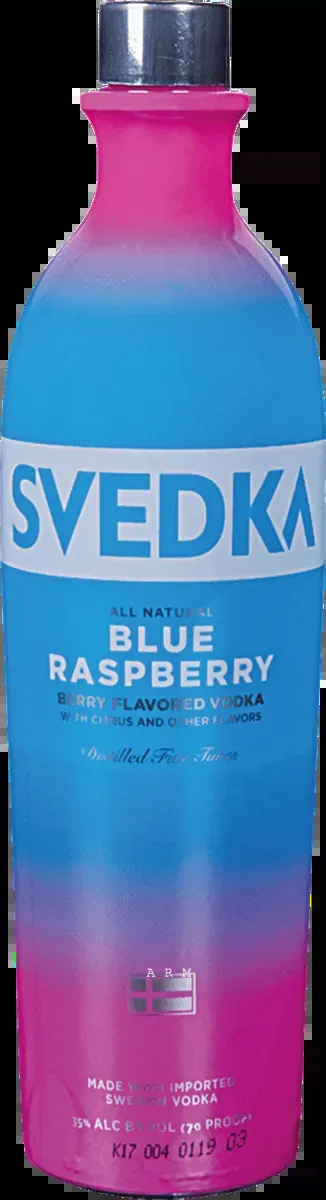 SVEDKA
ALL NATURAL
BLUE
RASPBERRY
BERRY FLAVORED VODKA
WITH CITRUS AND OTHER FLAVORS
Distilled Five Times
A R M
MADE WITH IMPORTED
SWEDISH VODKA
35% ALC BY VOL (70 PROOF)
K17 004 0119 03